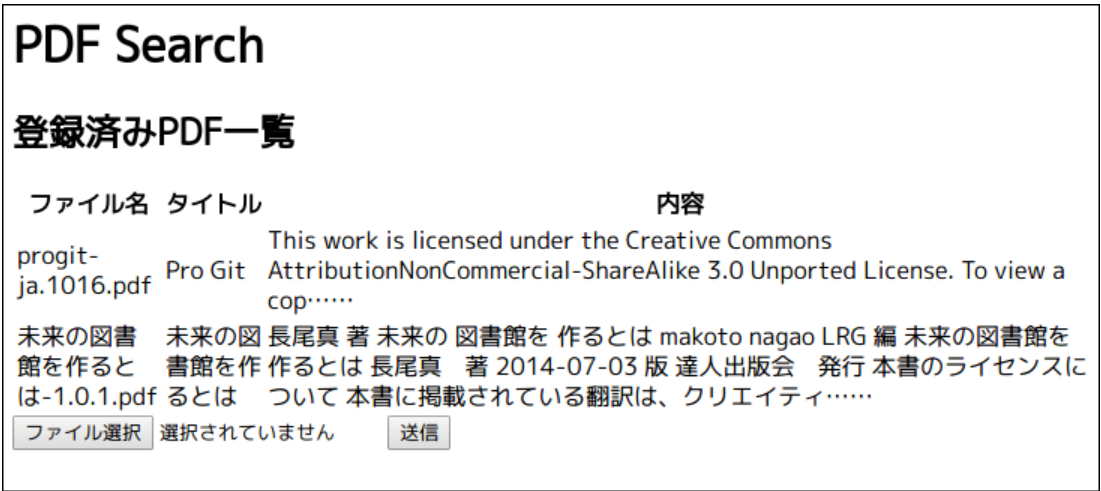 PDF Search
登録済みPDF一覧
ファイル名 タイトル 内容
progit-ja.1016.pdf Pro Git This work is licensed under the Creative Commons
AttributionNonCommercial-ShareAlike 3.0 Unported License. To view a
cop……
未来の図書 未来の図 長尾真 著 未来の 図書館を 作るとは makoto nagao LRG 編 未来の図書館を
館を作ると 書館を作 作るとは 長尾真　著 2014-07-03 版 達人出版会　発行 本書のライセンスに
は-1.0.1.pdf るとは ついて 本書に掲載されている翻訳は、クリエイティ……
ファイル選択 選択されていません 送信